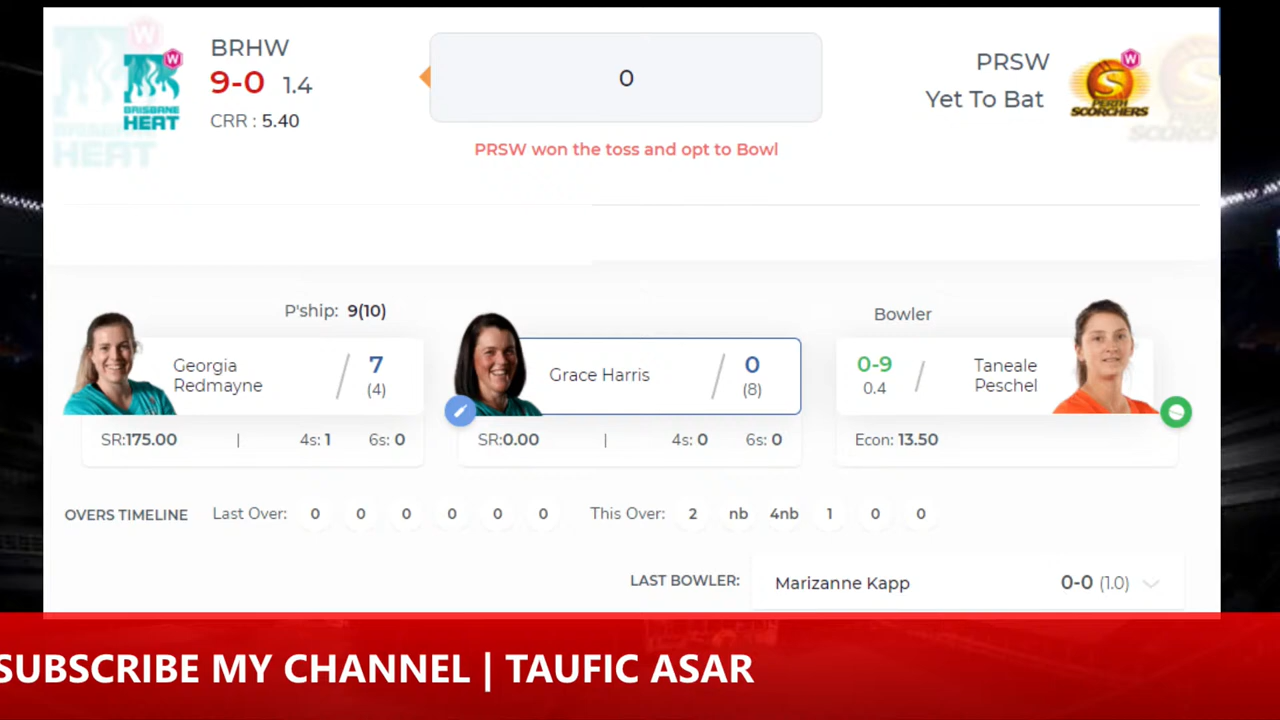 BRHW
9-0 1.4
CRR : 5.40
BRISBANE
HEAT
0
PRSW won the toss and opt to Bowl
PRSW
Yet To Bat
PERTH
SCORCHERS
P'ship: 9(10)
Georgia
Redmayne
7
(4)
SR:175.00 | 4s: 1 6s: 0
Grace Harris
0
(8)
SR:0.00 | 4s: 0 6s: 0
Bowler
0-9
0.4
Taneale
Peschel
Econ: 13.50
OVERS TIMELINE Last Over: 0 0 0 0 0 0 This Over: 2 nb 4nb 1 0 0
LAST BOWLER: Marizanne Kapp 0-0 (1.0)
SUBSCRIBE MY CHANNEL | TAUFIC ASAR